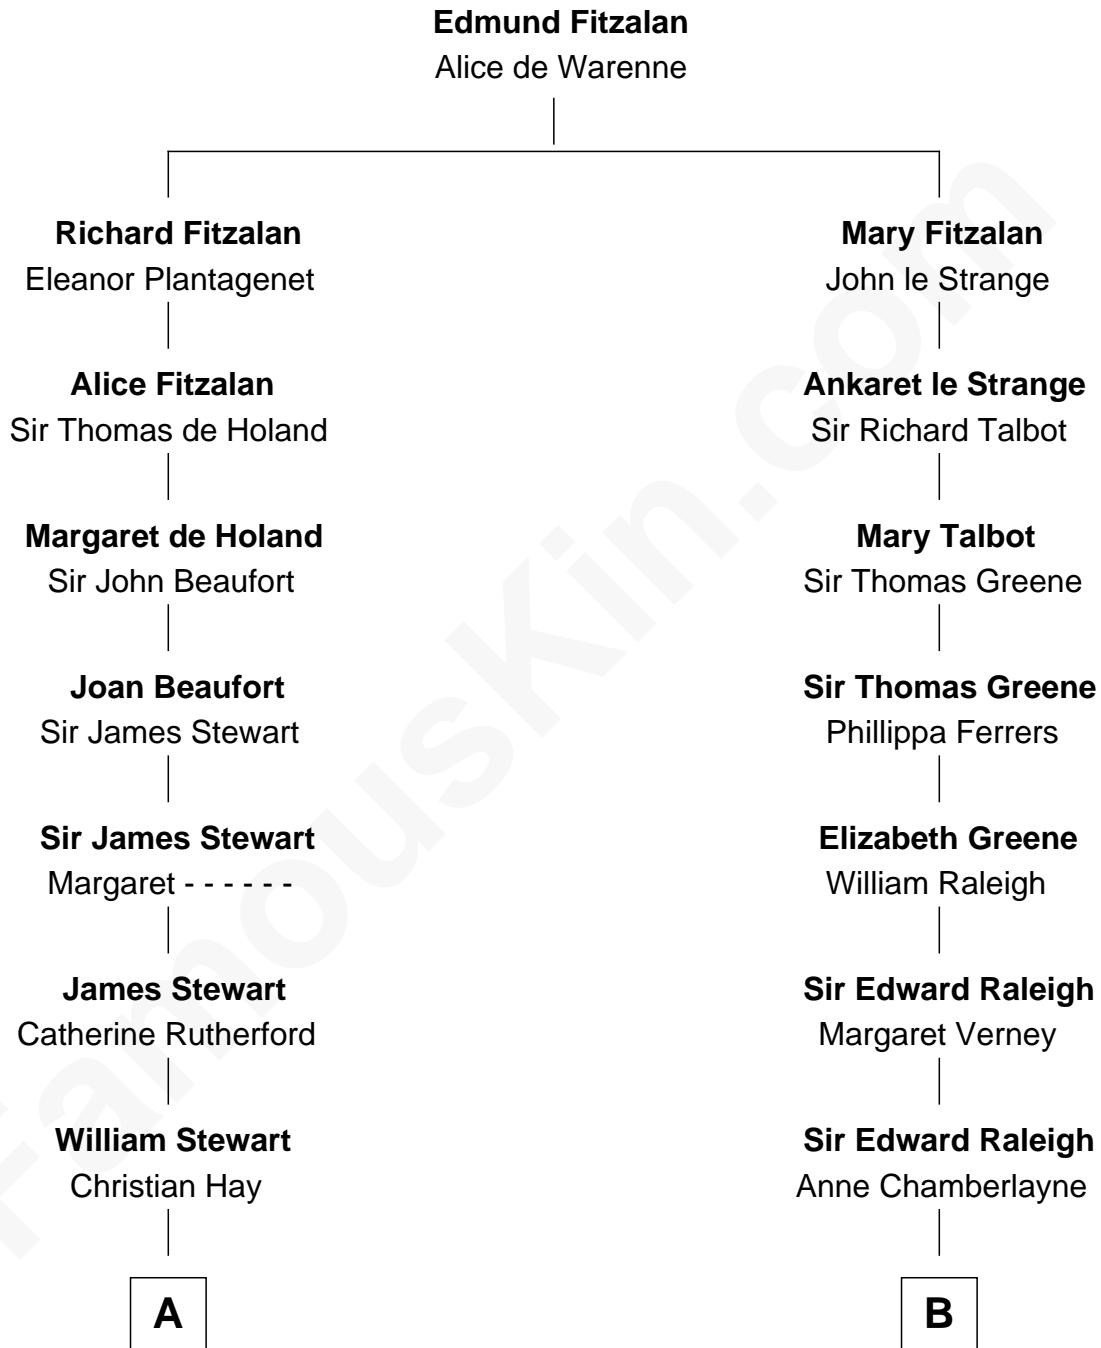 Edmund Fitzalan
Alice de Warenne
Richard Fitzalan
Eleanor Plantagenet
Mary Fitzalan
John le Strange
Alice Fitzalan
Sir Thomas de Holand
Ankaret le Strange
Sir Richard Talbot
Margaret de Holand
Sir John Beaufort
Mary Talbot
Sir Thomas Greene
Joan Beaufort
Sir James Stewart
Sir Thomas Greene
Phillippa Ferrers
Sir James Stewart
Margaret - - - - - -
Elizabeth Greene
William Raleigh
James Stewart
Catherine Rutherford
Sir Edward Raleigh
Margaret Verney
William Stewart
Christian Hay
Sir Edward Raleigh
Anne Chamberlayne
A
B
FamousKin.com